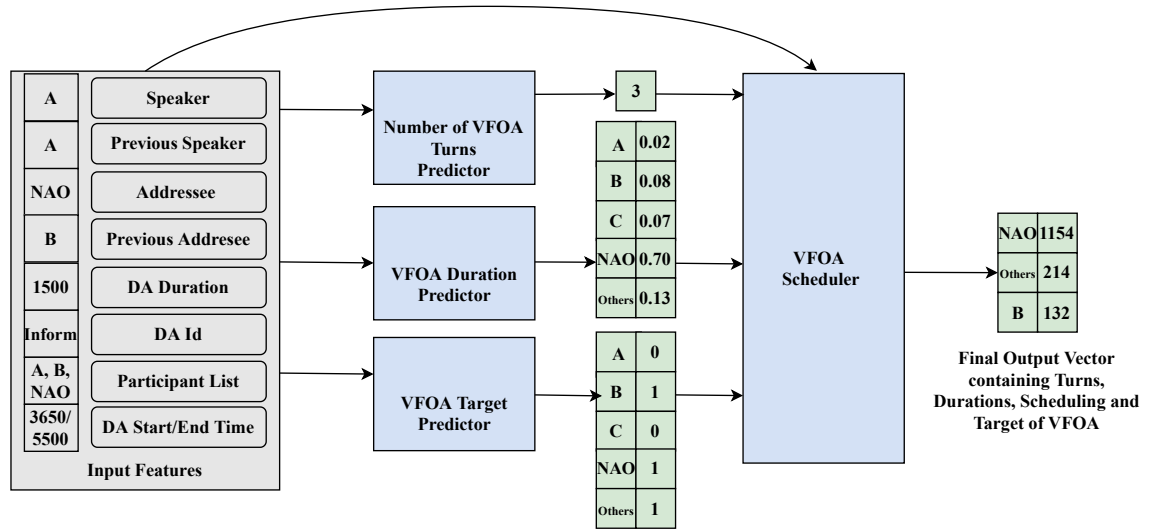 A
Speaker
A
Previous Speaker
NAO
Addressee
B
Previous Addresee
1500
DA Duration
Inform
DA Id
A, B,
NAO
Participant List
3650/
5500
DA Start/End Time
Input Features
Number of VFOA
Turns
Predictor
VFOA Duration
Predictor
VFOA Target
Predictor
3
A 0.02
B 0.08
C 0.07
NAO 0.70
Others 0.13
A 0
B 1
C 0
NAO 1
Others 1
VFOA
Scheduler
NAO 1154
Others 214
B 132
Final Output Vector
containing Turns,
Durations, Scheduling and
Target of VFOA